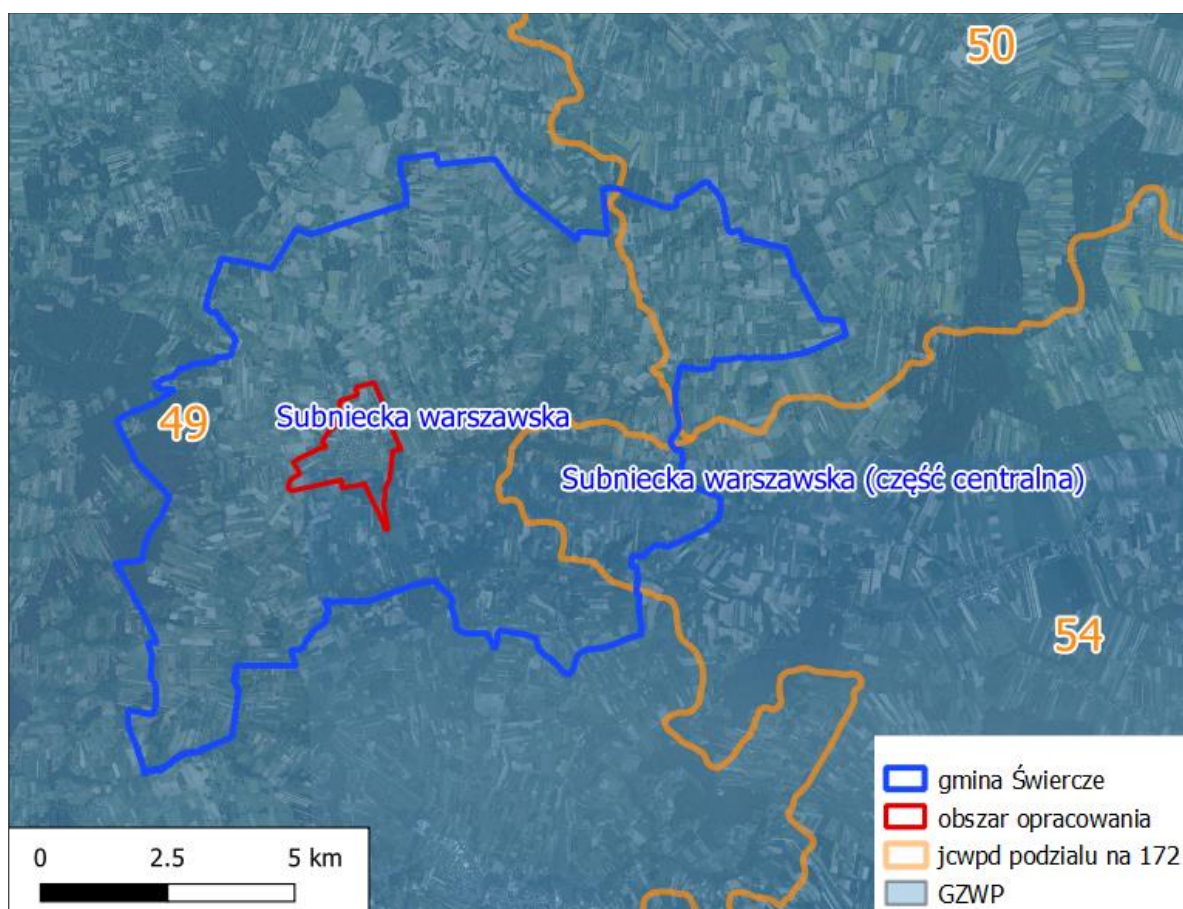 50
49
Subniecka warszawska
Subniecka warszawska (część centralna)
54
gmina Świercze
obszar opracowania
jcwpd podzialu na 172
GZWP
0 2.5 5 km